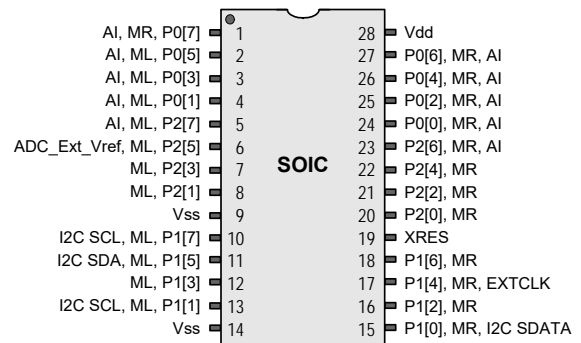 AI, MR, P0[7] 1 28 Vdd
AI, ML, P0[5] 2 27 P0[6], MR, AI
AI, ML, P0[3] 3 26 P0[4], MR, AI
AI, ML, P0[1] 4 25 P0[2], MR, AI
AI, ML, P2[7] 5 24 P0[0], MR, AI
ADC_Ext_Vref, ML, P2[5] 6 23 P2[6], MR, AI
ML, P2[3] 7 SOIC 22 P2[4], MR
ML, P2[1] 8 21 P2[2], MR
Vss 9 20 P2[0], MR
I2C SCL, ML, P1[7] 10 19 XRES
I2C SDA, ML, P1[5] 11 18 P1[6], MR
ML, P1[3] 12 17 P1[4], MR, EXTCLK
I2C SCL, ML, P1[1] 13 16 P1[2], MR
Vss 14 15 P1[0], MR, I2C SDATA